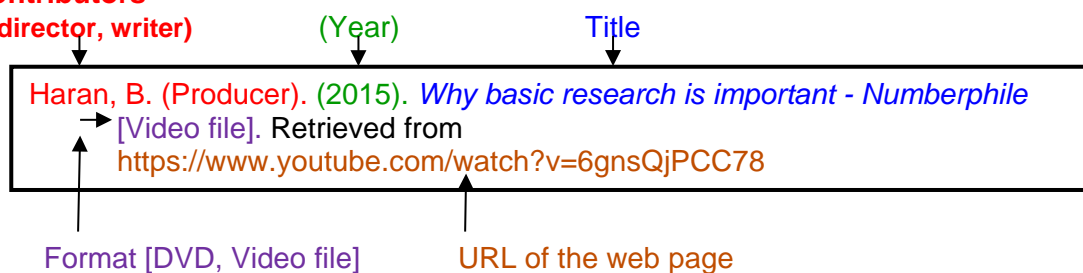 director, writer)
(Year)
Title
Haran, B. (Producer). (2015). Why basic research is important - Numberphile
[Video file]. Retrieved from
https://www.youtube.com/watch?v=6gnsQjPCC78
Format [DVD, Video file]
URL of the web page